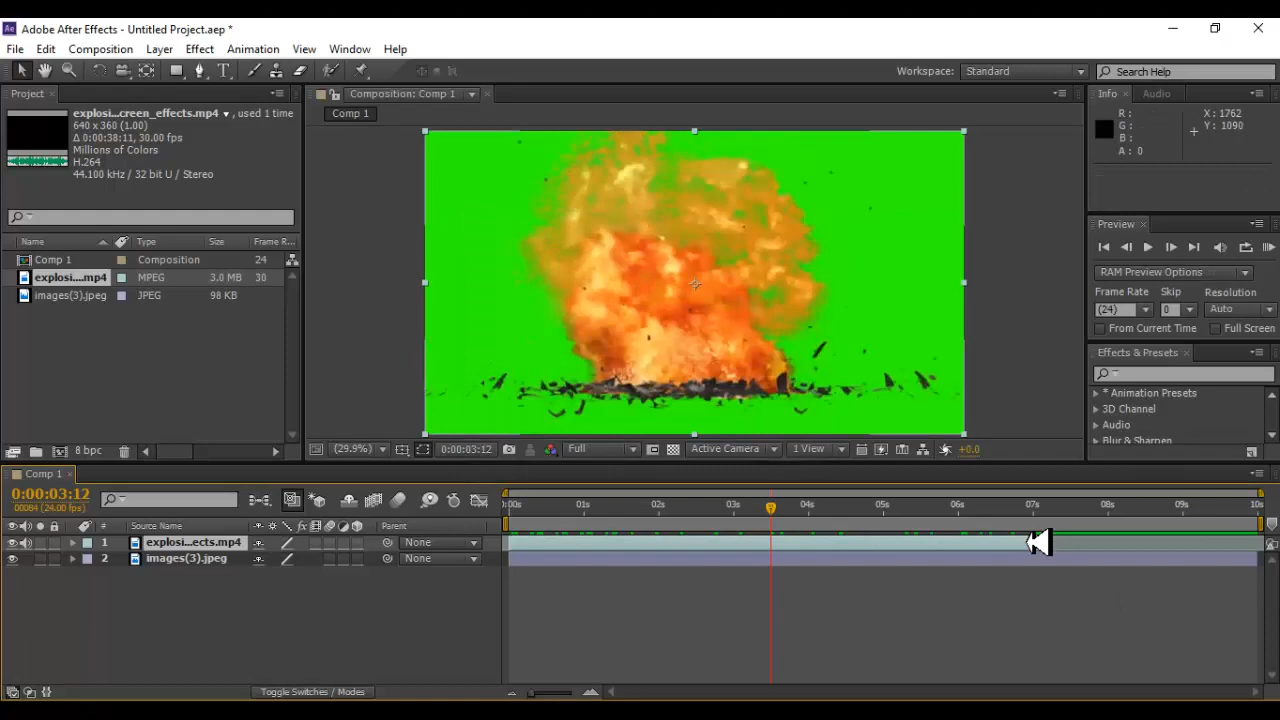 Ae Adobe After Effects - Untitled Project.aep *
File Edit Composition Layer Effect Animation View Window Help
Workspace: Standard Search Help
Project
explosi...creen_effects.mp4 , used 1 time
640 x 360 (1.00)
Δ 0:00:38:11, 30.00 fps
Millions of Colors
H.264
44.100 kHz / 32 bit U / Stereo
Name Type Size Frame R...
Comp 1 Composition 24
explosi....mp4 MPEG 3.0 MB 30
images(3).jpeg JPEG 98 KB
8 bpc
Composition: Comp 1
Comp 1
(29.9%) 0:00:03:12 Full Active Camera 1 View +0.0
Info Audio
R : X : 1762
G : Y : 1090
B :
A : 0
Preview
RAM Preview Options
Frame Rate Skip Resolution
(24) 0 Auto
From Current Time Full Screen
Effects & Presets
* Animation Presets
3D Channel
Audio
Blur & Sharpen
Comp 1
0:00:03:12
00084 (24.00 fps)
:00s 01s 02s 03s 04s 05s 06s 07s 08s 09s 10s
# Source Name fx Parent
1 explosi...ects.mp4 None
2 images(3).jpeg None
Toggle Switches / Modes